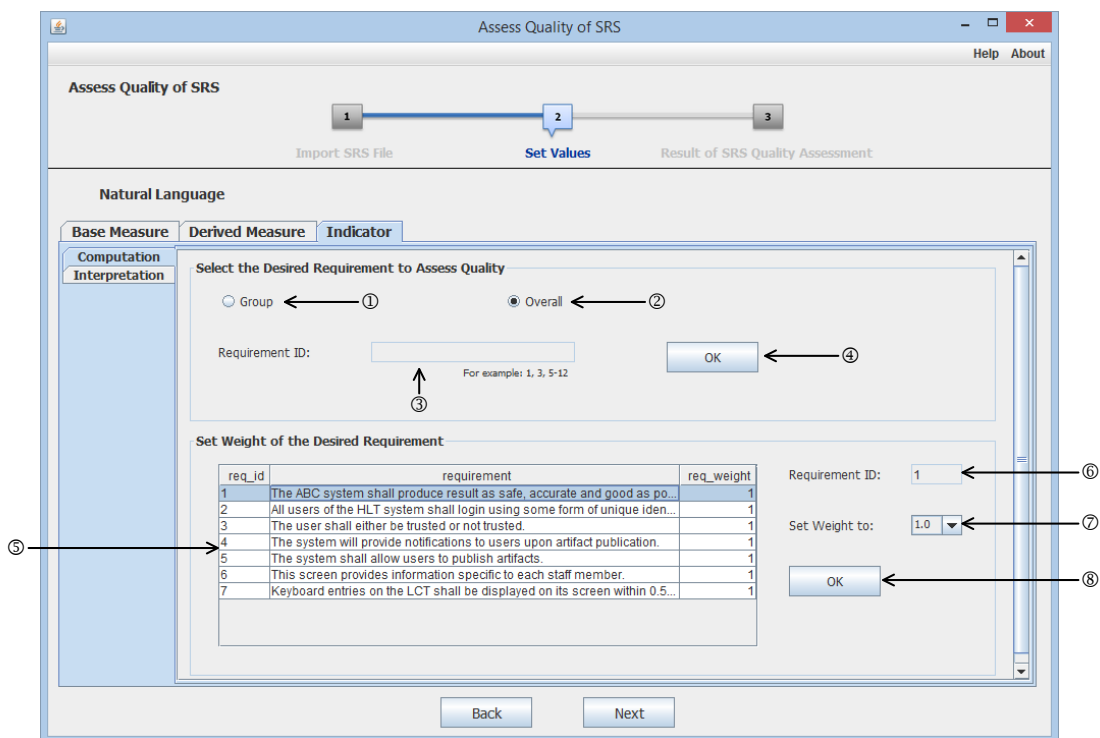 Assess Quality of SRS
Help About
Assess Quality of SRS
1 2 3
Import SRS File Set Values Result of SRS Quality Assessment
Natural Language
Base Measure Derived Measure Indicator
Computation
Interpretation
Select the Desired Requirement to Assess Quality
Group ① Overall ②
Requirement ID: OK ④
For example: 1, 3, 5-12
③
Set Weight of the Desired Requirement
req_id requirement req_weight
1 The ABC system shall produce result as safe, accurate and good as po... 1
2 All users of the HLT system shall login using some form of unique iden... 1
3 The user shall either be trusted or not trusted. 1
4 The system will provide notifications to users upon artifact publication. 1
5 The system shall allow users to publish artifacts. 1
6 This screen provides information specific to each staff member. 1
7 Keyboard entries on the LCT shall be displayed on its screen within 0.5... 1
⑤
Requirement ID: 1 ⑥
Set Weight to: 1.0 ⑦
OK ⑧
Back Next